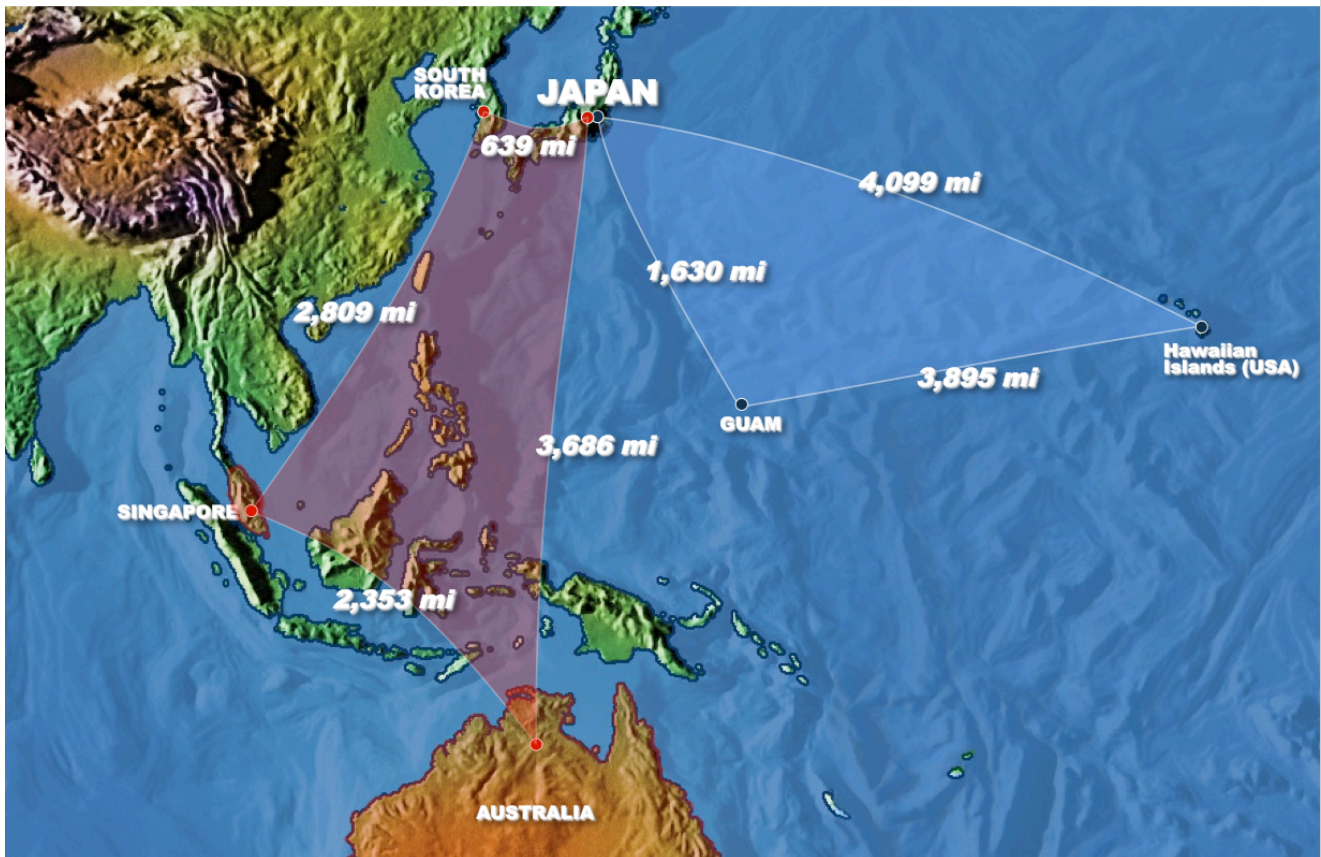 SOUTH
KOREA
JAPAN
639 mi
4,099 mi
1,630 mi
2,809 mi
Hawaiian
Islands (USA)
3,895 mi
GUAM
3,686 mi
SINGAPORE
2,353 mi
AUSTRALIA